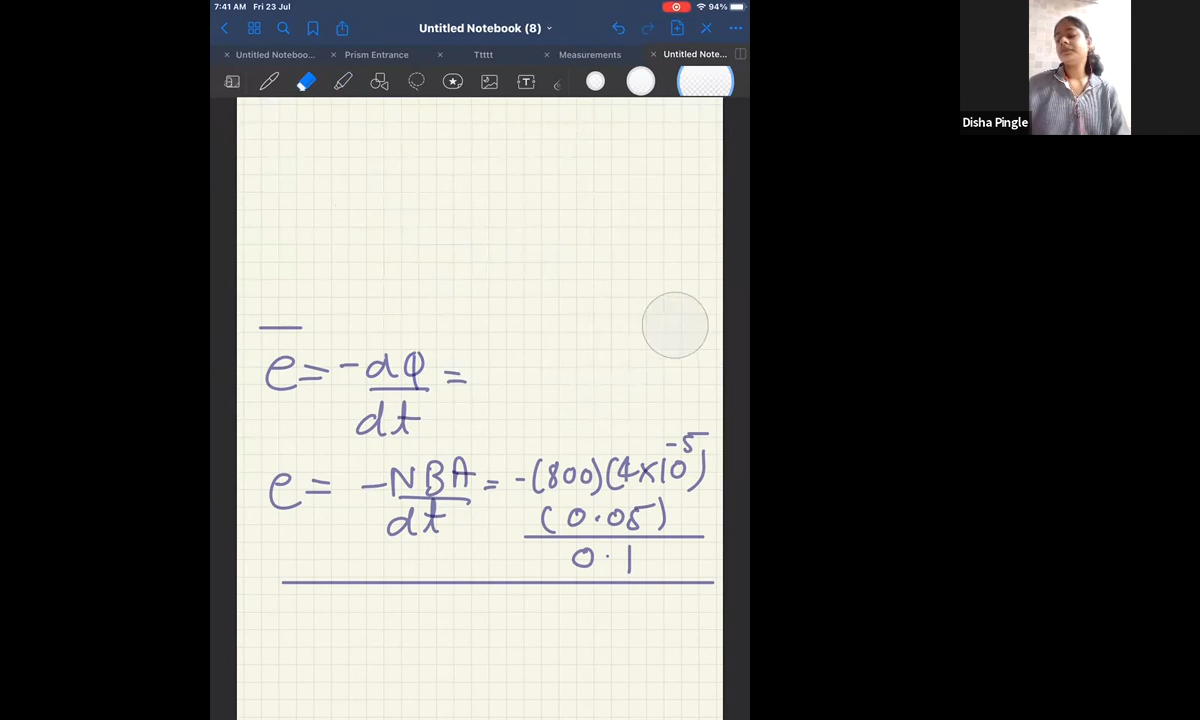 7:41 AM Fri 23 Jul
94%
Untitled Notebook (8)
Untitled Noteboo...
Prism Entrance
Ttttt
Measurements
Untitled Note...
Disha Pingle
e = -dφ/dt =
e = -NBA/dt = -(800)(4×10^-5)
(0.05)
0.1